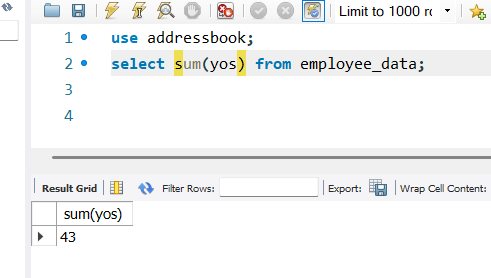 Limit to 1000 rc
1 use addressbook;
2 select sum(yos) from employee_data;
3
4
Result Grid Filter Rows: Export: Wrap Cell Content:
sum(yos)
43